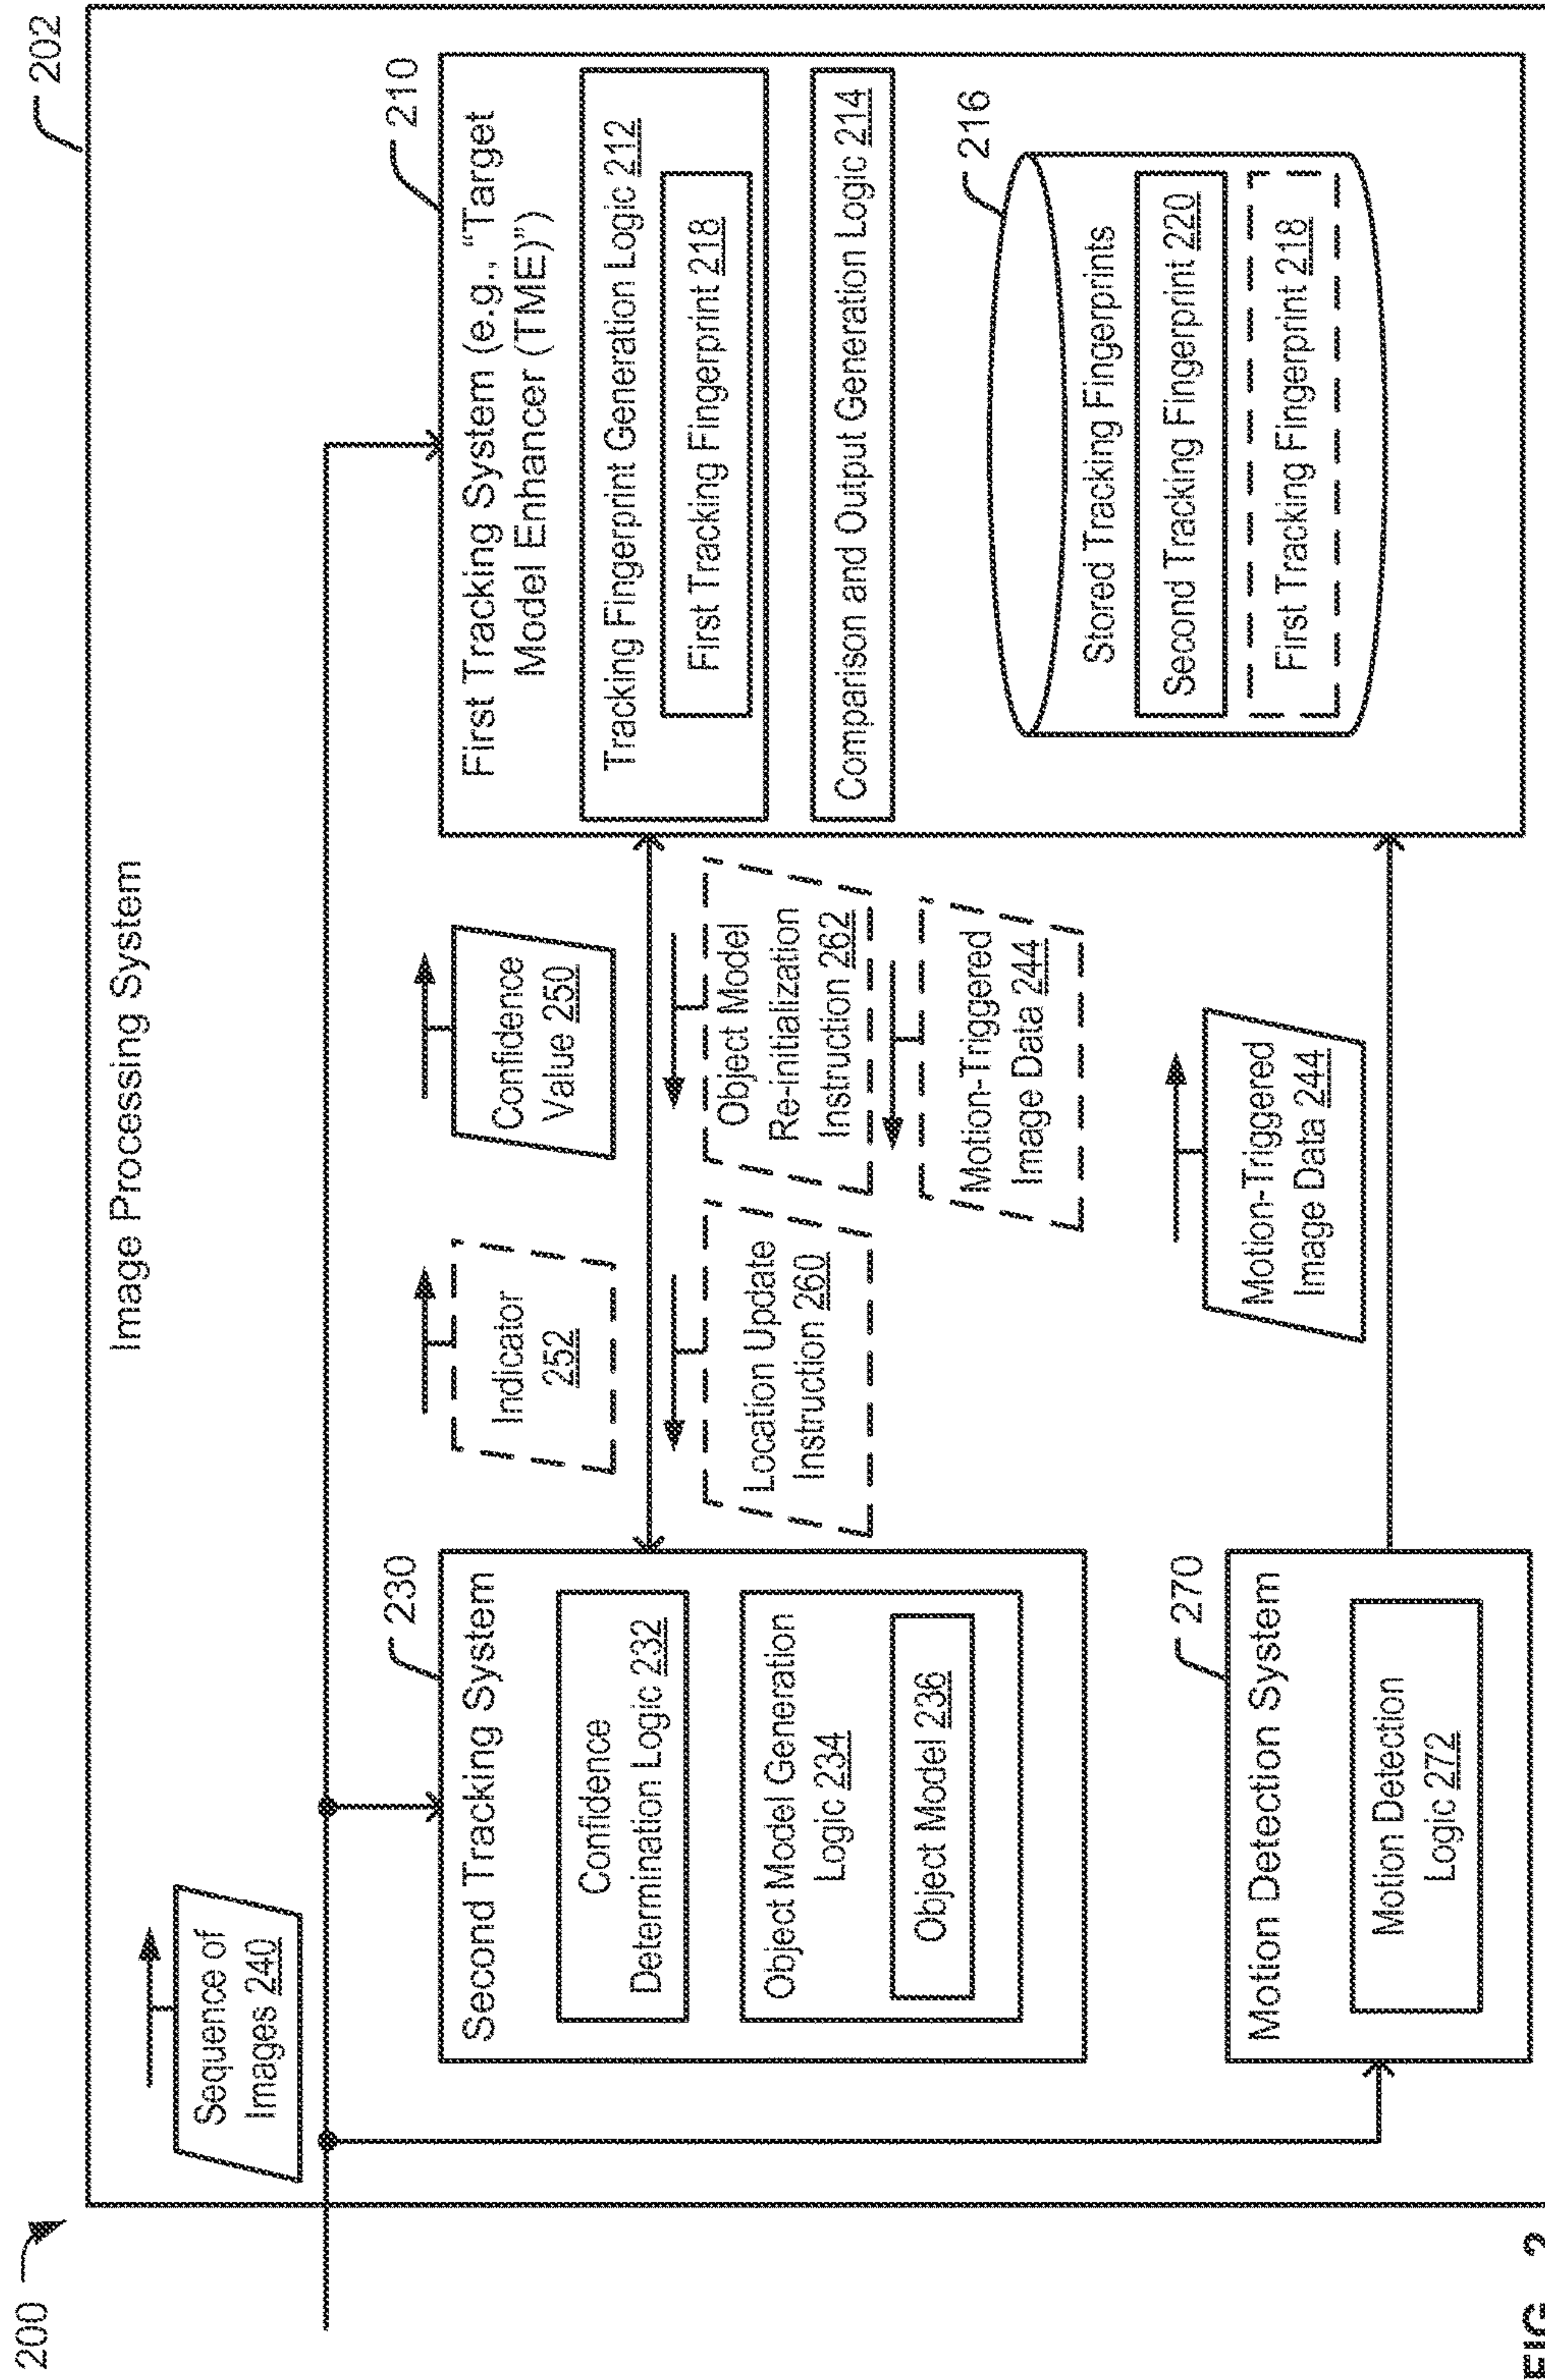 200
202
Image Processing System
Sequence of
Images 240
230
Second Tracking System
Confidence
Determination Logic 232
Object Model Generation
Logic 234
Object Model 236
270
Motion Detection System
Motion Detection
Logic 272
Indicator
252
Confidence
Value 250
Location Update
Instruction 260
Object Model
Re-initialization
Instruction 262
Motion-Triggered
Image Data 244
Motion-Triggered
Image Data 244
210
First Tracking System (e.g., "Target
Model Enhancer (TME)")
Tracking Fingerprint Generation Logic 212
First Tracking Fingerprint 218
Comparison and Output Generation Logic 214
216
Stored Tracking Fingerprints
Second Tracking Fingerprint 220
First Tracking Fingerprint 218
FIG. 2